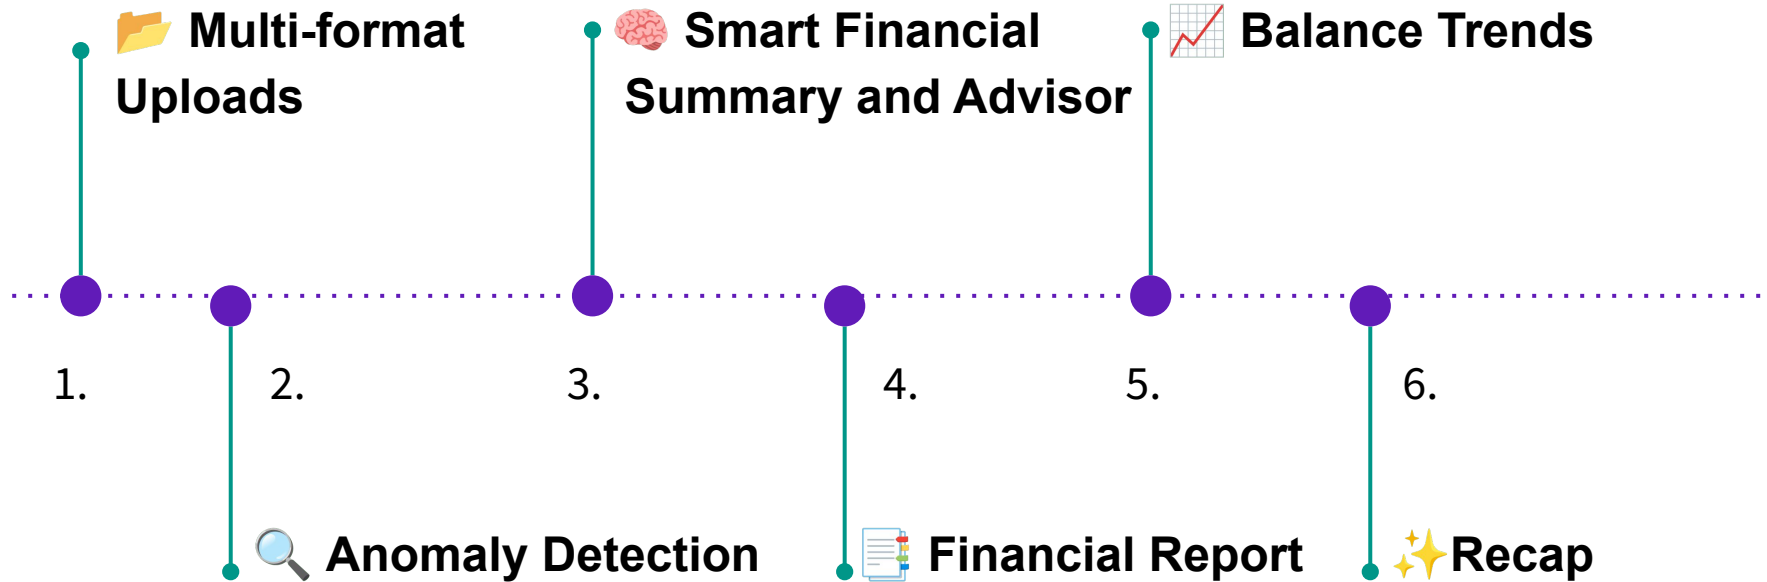 📂 Multi-format
Uploads
🧠 Smart Financial
Summary and Advisor
📈 Balance Trends
1.
2.
3.
4.
5.
6.
🔍 Anomaly Detection
📑 Financial Report
✨Recap